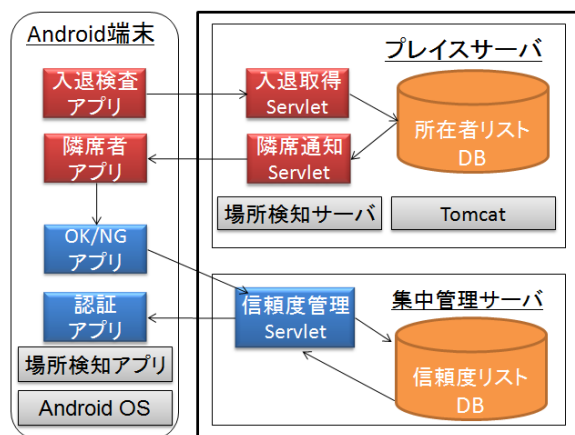 Android端末
入退検査
アプリ
隣席者
アプリ
OK/NG
アプリ
認証
アプリ
場所検知アプリ
Android OS
プレイスサーバ
入退取得
Servlet
隣席通知
Servlet
所在者リスト
DB
場所検知サーバ
Tomcat
集中管理サーバ
信頼度管理
Servlet
信頼度リスト
DB